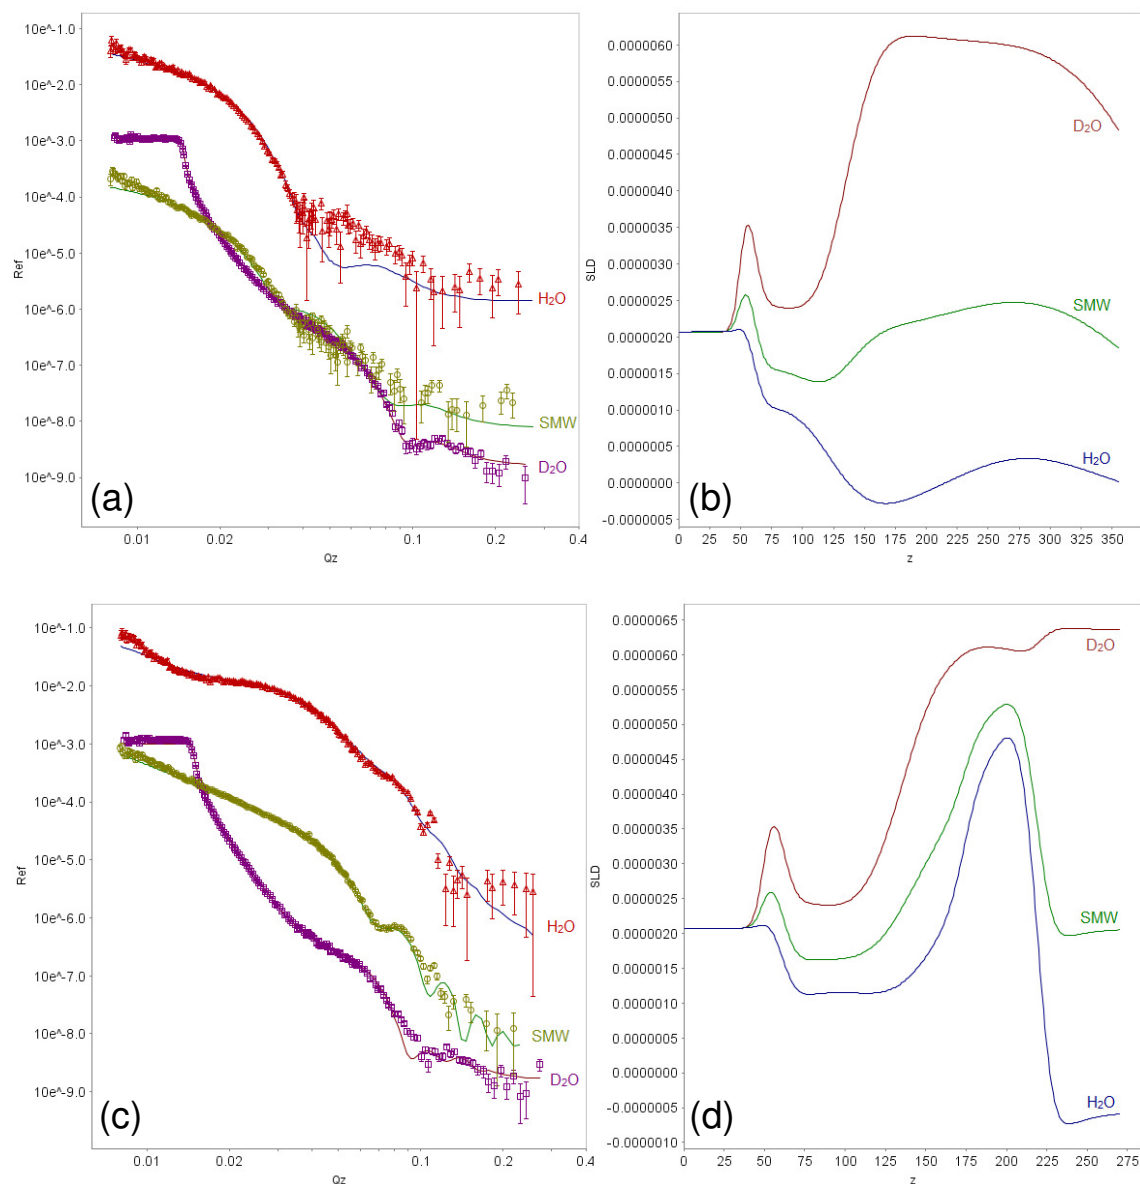 10e^-1.0
10e^-2.0
10e^-3.0
10e^-4.0
10e^-5.0
10e^-6.0
10e^-7.0
10e^-8.0
10e^-9.0
Ref
H₂O
SMW
D₂O
(a)
0.01 0.02 0.1 0.2 0.4
Qz
0.0000060
0.0000055
0.0000050
0.0000045
0.0000040
0.0000035
0.0000030
0.0000025
0.0000020
0.0000015
0.0000010
0.0000005
0.0000000
-0.0000005
SLD
D₂O
SMW
H₂O
(b)
0 25 50 75 100 125 150 175 200 225 250 275 300 325 350
z
10e^-1.0
10e^-2.0
10e^-3.0
10e^-4.0
10e^-5.0
10e^-6.0
10e^-7.0
10e^-8.0
10e^-9.0
Ref
H₂O
SMW
D₂O
(c)
0.01 0.02 0.1 0.2 0.4
Qz
0.0000065
0.0000060
0.0000055
0.0000050
0.0000045
0.0000040
0.0000035
0.0000030
0.0000025
0.0000020
0.0000015
0.0000010
0.0000005
0.0000000
-0.0000005
-0.0000010
SLD
D₂O
SMW
H₂O
(d)
0 25 50 75 100 125 150 175 200 225 250 275
z